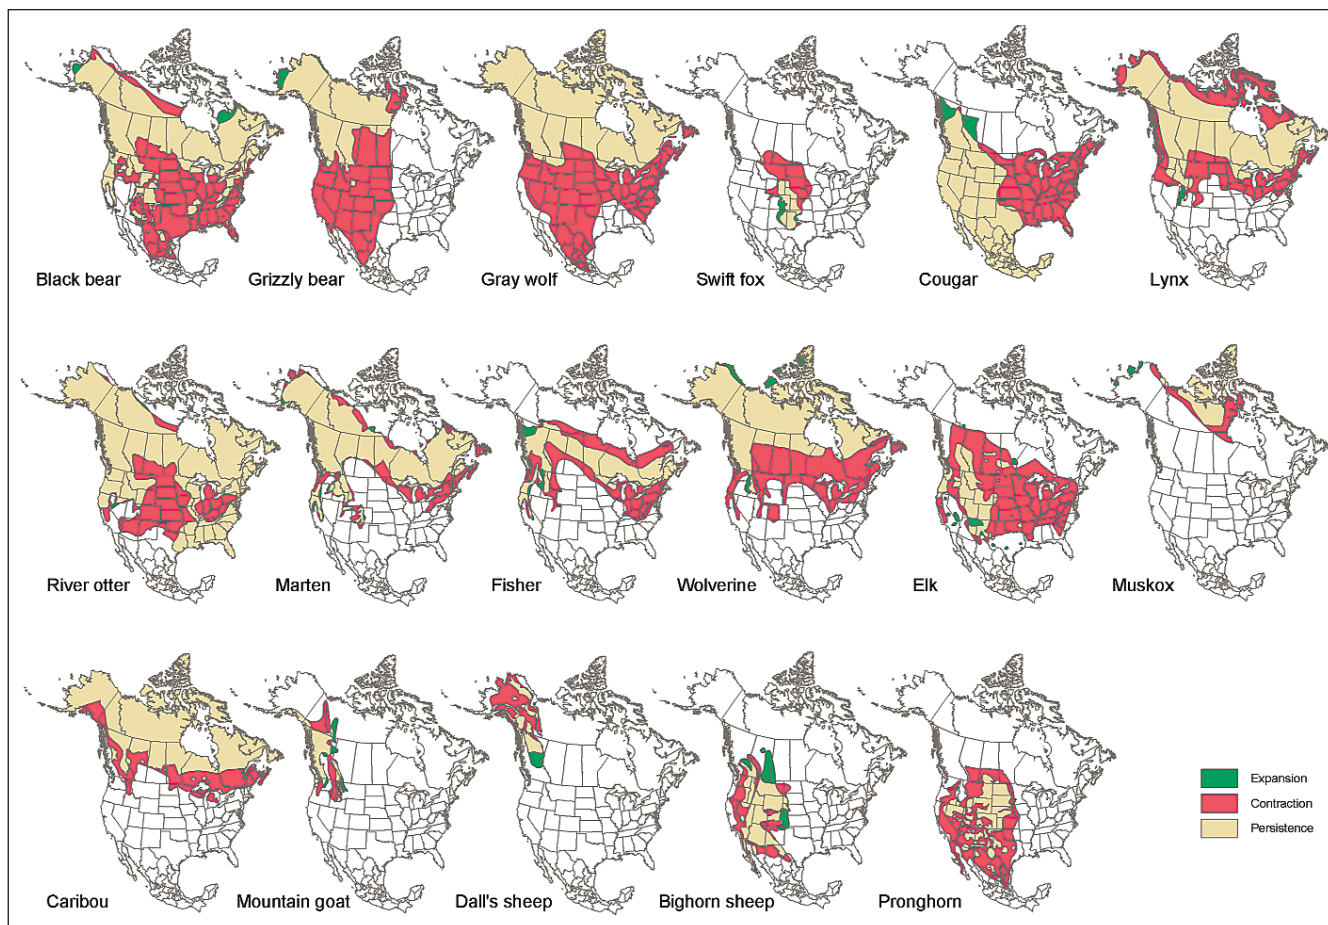 Black bear
Grizzly bear
Gray wolf
Swift fox
Cougar
Lynx
River otter
Marten
Fisher
Wolverine
Elk
Muskox
Caribou
Mountain goat
Dall's sheep
Bighorn sheep
Pronghorn
Expansion
Contraction
Persistence